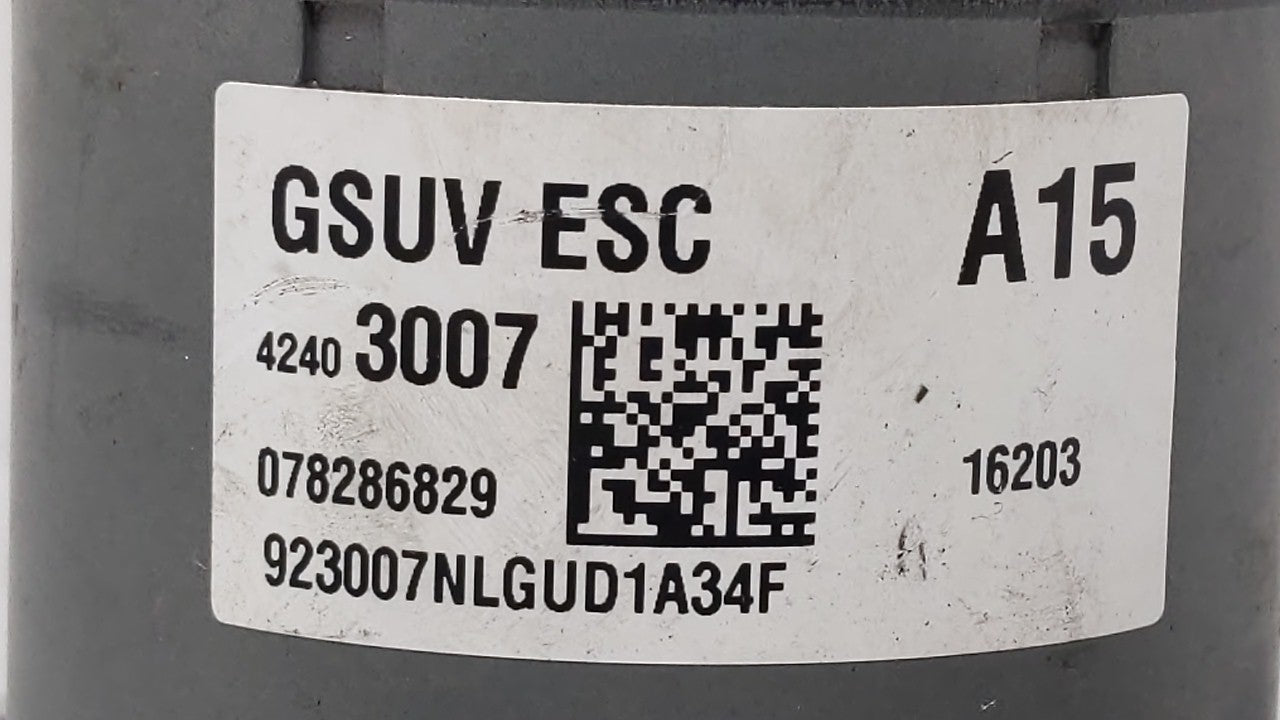 GSUV ESC A15
4240 3007
078286829 16203
923007NLGUD1A34F